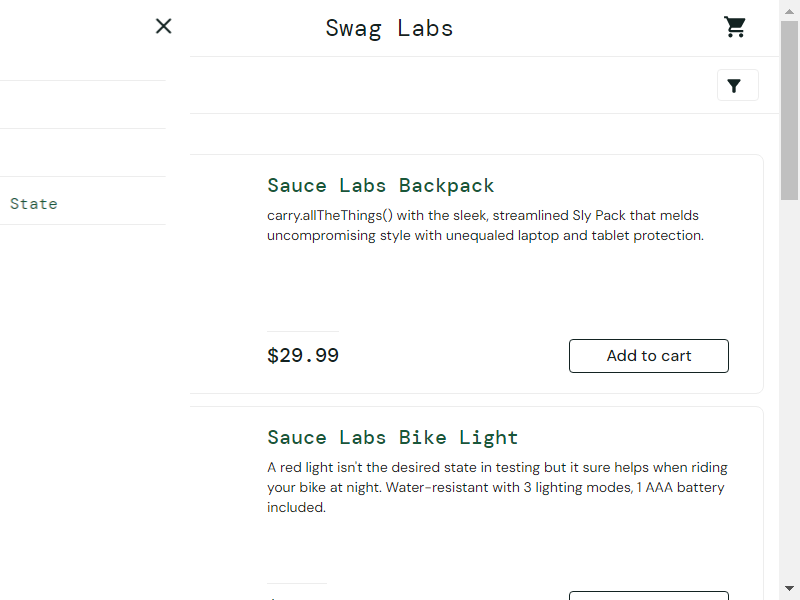 Swag Labs
State
Sauce Labs Backpack
carry.allTheThings() with the sleek, streamlined Sly Pack that melds
uncompromising style with unequaled laptop and tablet protection.
$29.99
Add to cart
Sauce Labs Bike Light
A red light isn't the desired state in testing but it sure helps when riding
your bike at night. Water-resistant with 3 lighting modes, 1 AAA battery
included.